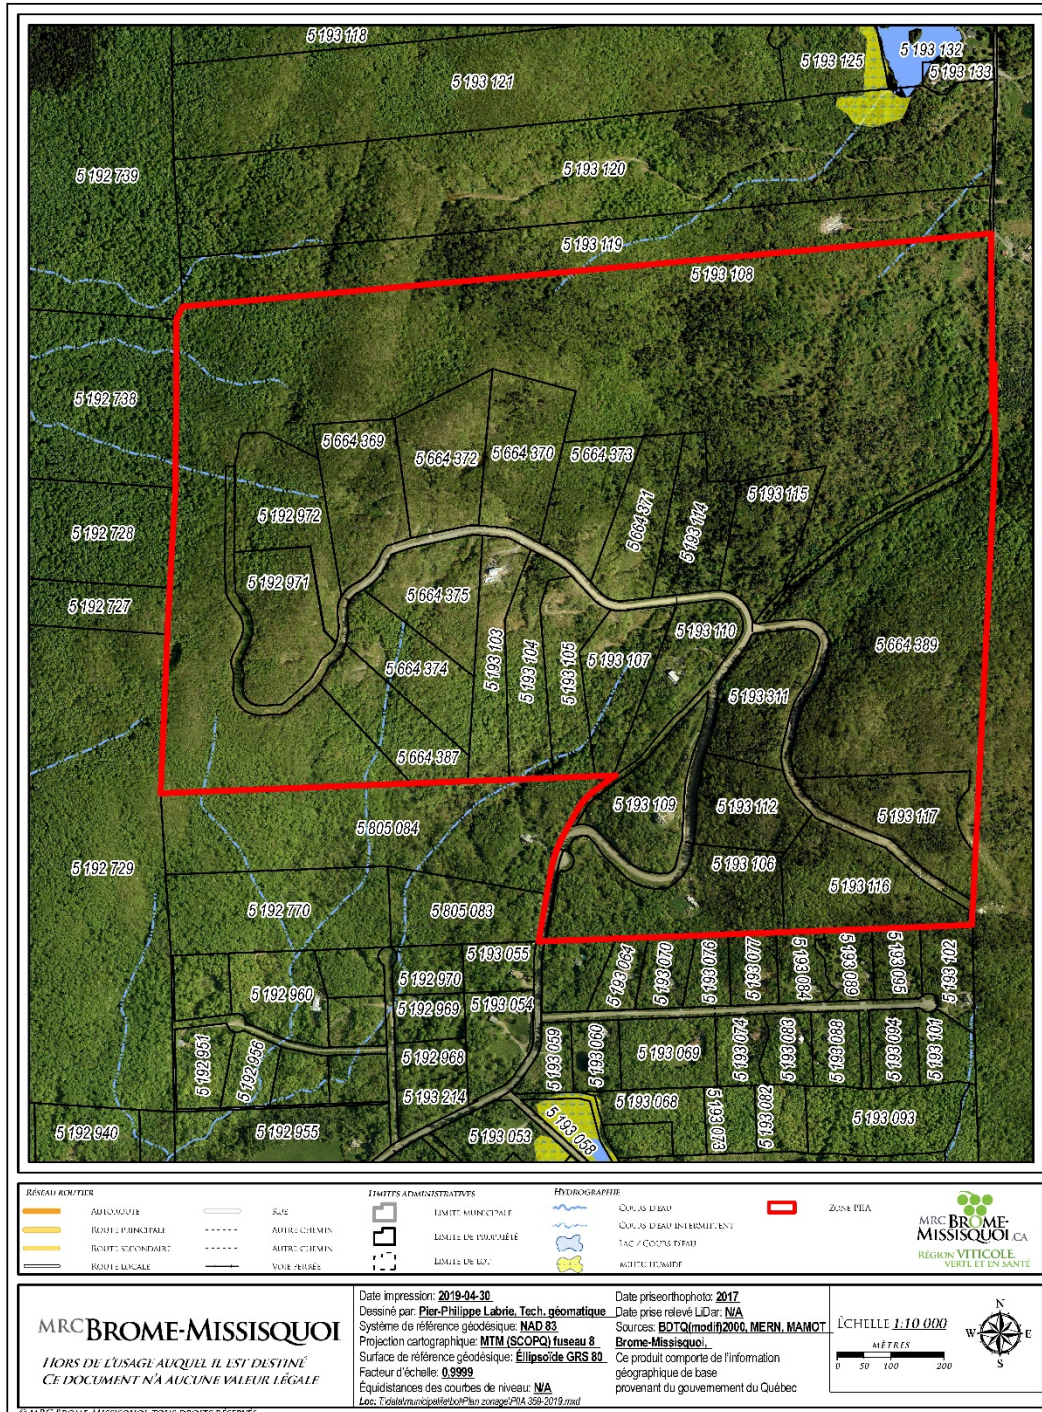 5 193 118
5 193 121
5 193 125
5 193 132
5 193 133
5 192 739
5 193 120
5 193 119
5 193 108
5 192 738
5 664 369
5 664 372
5 664 370
5 664 373
5 664 371
5 193 114
5 193 115
5 192 972
5 192 728
5 192 971
5 192 727
5 664 375
5 193 103
5 193 104
5 193 105
5 193 107
5 193 110
5 664 389
5 664 374
5 193 311
5 664 387
5 193 109
5 193 112
5 193 117
5 805 084
5 192 729
5 193 106
5 193 116
5 192 770
5 805 083
5 193 055
5 193 064
5 193 070
5 193 076
5 193 077
5 193 084
5 193 089
5 193 095
5 193 102
5 192 970
5 192 960
5 192 969
5 193 054
5 192 951
5 192 956
5 192 968
5 193 059
5 193 060
5 193 069
5 193 074
5 193 083
5 193 088
5 193 094
5 193 101
5 193 214
5 193 068
5 193 073
5 193 082
5 193 093
5 192 940
5 192 955
5 193 053
5 193 058
RÉSEAU ROUTIER
AUTOROUTE
ROUTE PRINCIPALE
ROUTE SECONDAIRE
ROUTE LOCALE
RUE
AUTRE CHEMIN
AUTRE CHEMIN
VOIE FERRÉE
LIMITES ADMINISTRATIVES
LIMITE MUNICIPALE
LIMITE DE PROPRIÉTÉ
LIMITE DE LOT
HYDROGRAPHIE
COURS D'EAU
COURS D'EAU INTERMITTENT
LAC / COURS D'EAU
MILIEU HUMIDE
ZONE PIIA
MRC BROME-MISSISQUOI.CA
RÉGION VITICOLE,
VERTE ET EN SANTÉ
MRC BROME-MISSISQUOI
HORS DE L'USAGE AUQUEL IL EST DESTINÉ
CE DOCUMENT N'A AUCUNE VALEUR LÉGALE
Date impression: 2019-04-30
Dessiné par: Pier-Philippe Labrie, Tech. géomatique
Système de référence géodésique: NAD 83
Projection cartographique: MTM (SCOPQ) fuseau 8
Surface de référence géodésique: Éllipsoïde GRS 80
Facteur d'échelle: 0,9999
Équidistances des courbes de niveau: N/A
Loc: T:\data\municipalite\bol\Plan zonage\PIIA 359-2019.mxd
Date priseorthophoto: 2017
Date prise relevé LiDar: N/A
Sources: BDTQ(modif)2000, MERN, MAMOT
Brome-Missisquoi,
Ce produit comporte de l'information
géographique de base
provenant du gouvernement du Québec
ÉCHELLE 1:10 000
MÈTRES
0 50 100 200
N
W E
S
© MRC BROME-MISSISQUOI, TOUS DROITS RÉSERVÉS